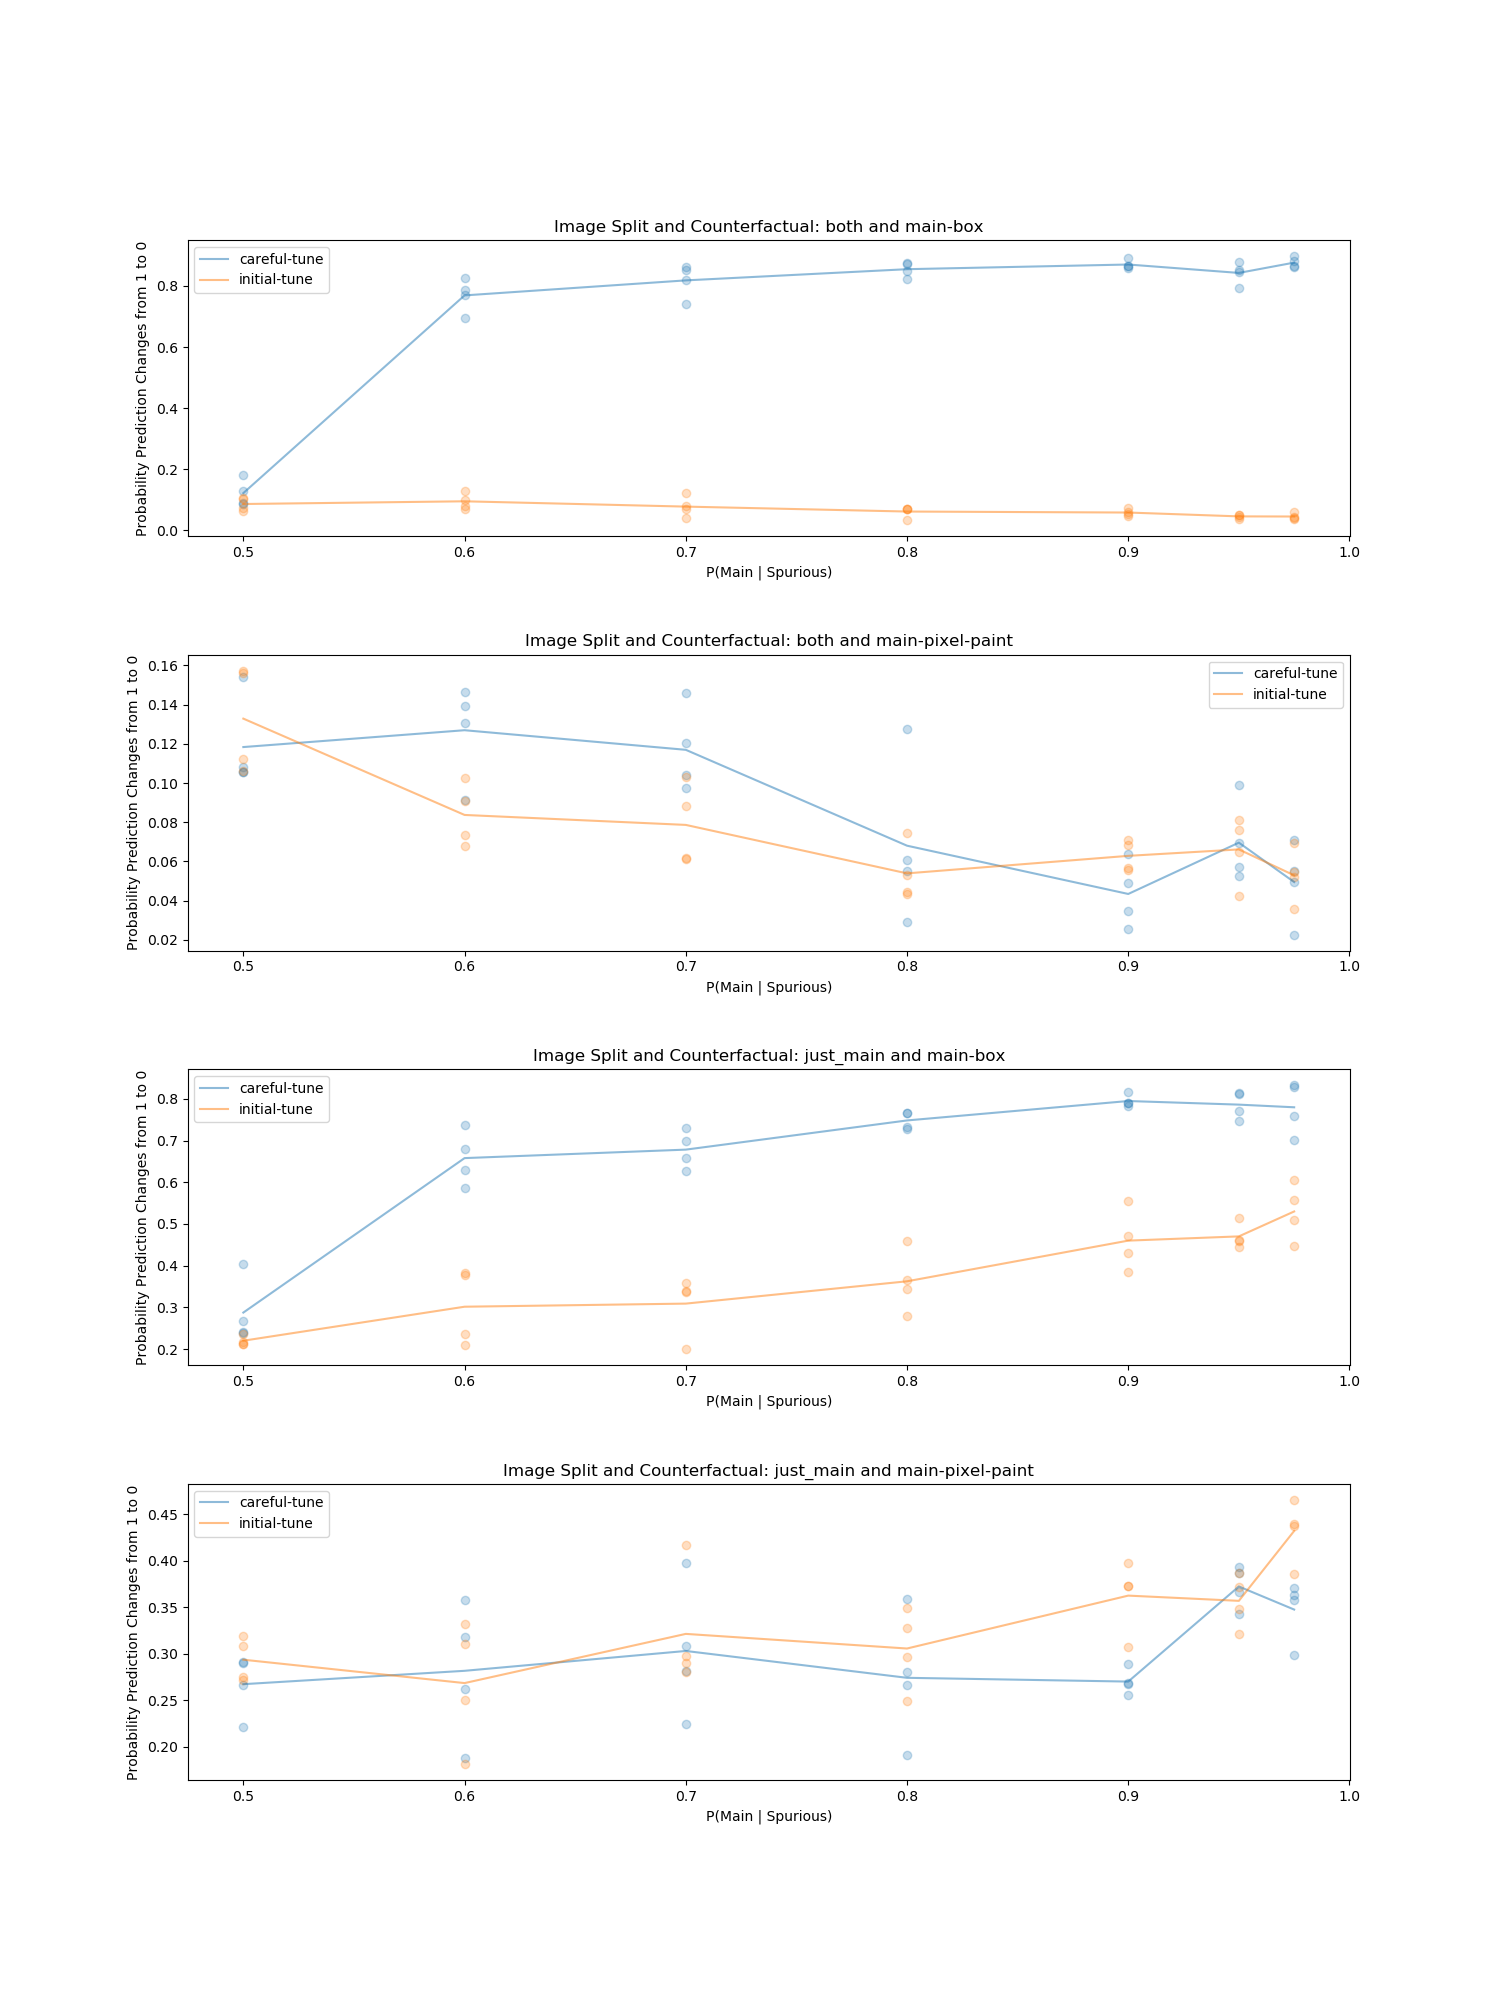 Image Split and Counterfactual: both and main-box
Probability Prediction Changes from 1 to 0
careful-tune
initial-tune
0.8
0.6
0.4
0.2
0.0
0.5 0.6 0.7 0.8 0.9 1.0
P(Main | Spurious)
Image Split and Counterfactual: both and main-pixel-paint
Probability Prediction Changes from 1 to 0
careful-tune
initial-tune
0.16
0.14
0.12
0.10
0.08
0.06
0.04
0.02
0.5 0.6 0.7 0.8 0.9 1.0
P(Main | Spurious)
Image Split and Counterfactual: just_main and main-box
Probability Prediction Changes from 1 to 0
careful-tune
initial-tune
0.8
0.7
0.6
0.5
0.4
0.3
0.2
0.5 0.6 0.7 0.8 0.9 1.0
P(Main | Spurious)
Image Split and Counterfactual: just_main and main-pixel-paint
Probability Prediction Changes from 1 to 0
careful-tune
initial-tune
0.45
0.40
0.35
0.30
0.25
0.20
0.5 0.6 0.7 0.8 0.9 1.0
P(Main | Spurious)